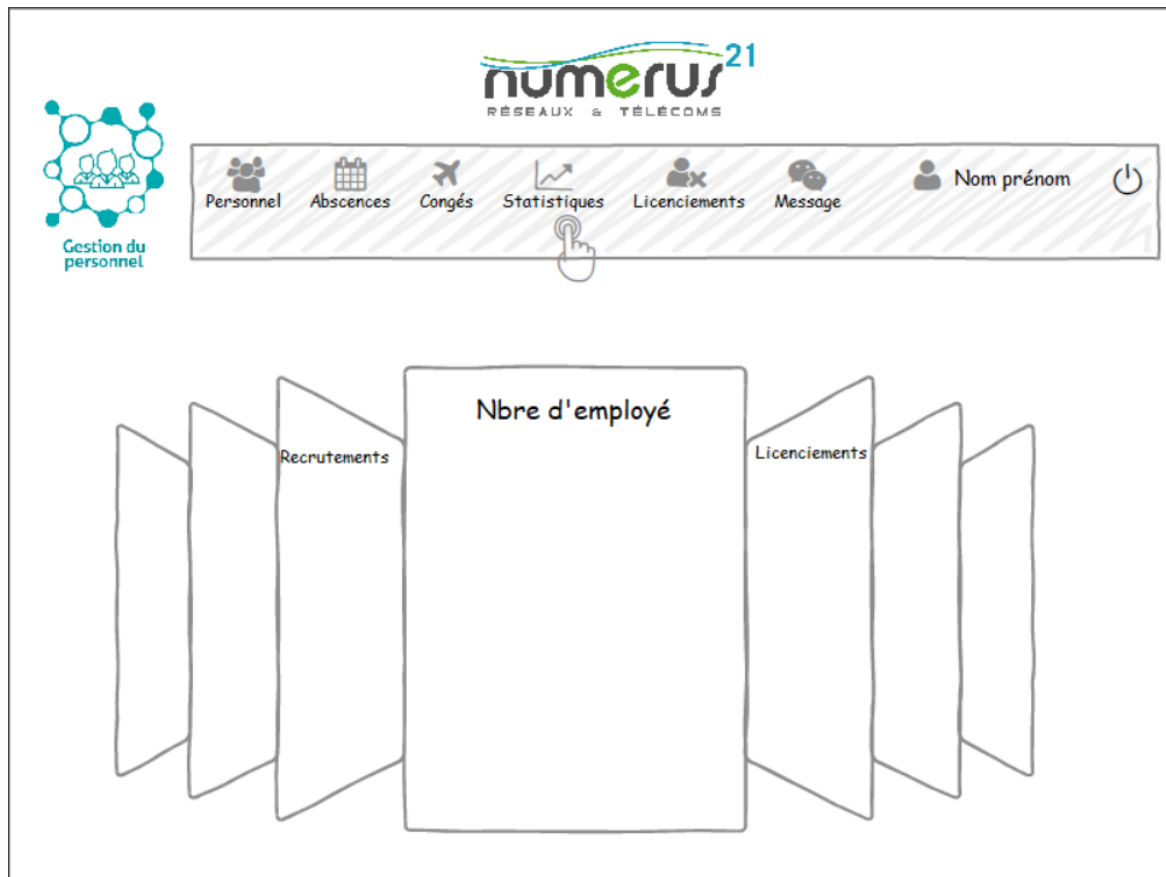 numerus 21
RÉSEAUX & TÉLÉCOMS
Gestion du
personnel
Personnel Abscences Congés Statistiques Licenciements Message Nom prénom
Nbre d'employé
Recrutements
Licenciements